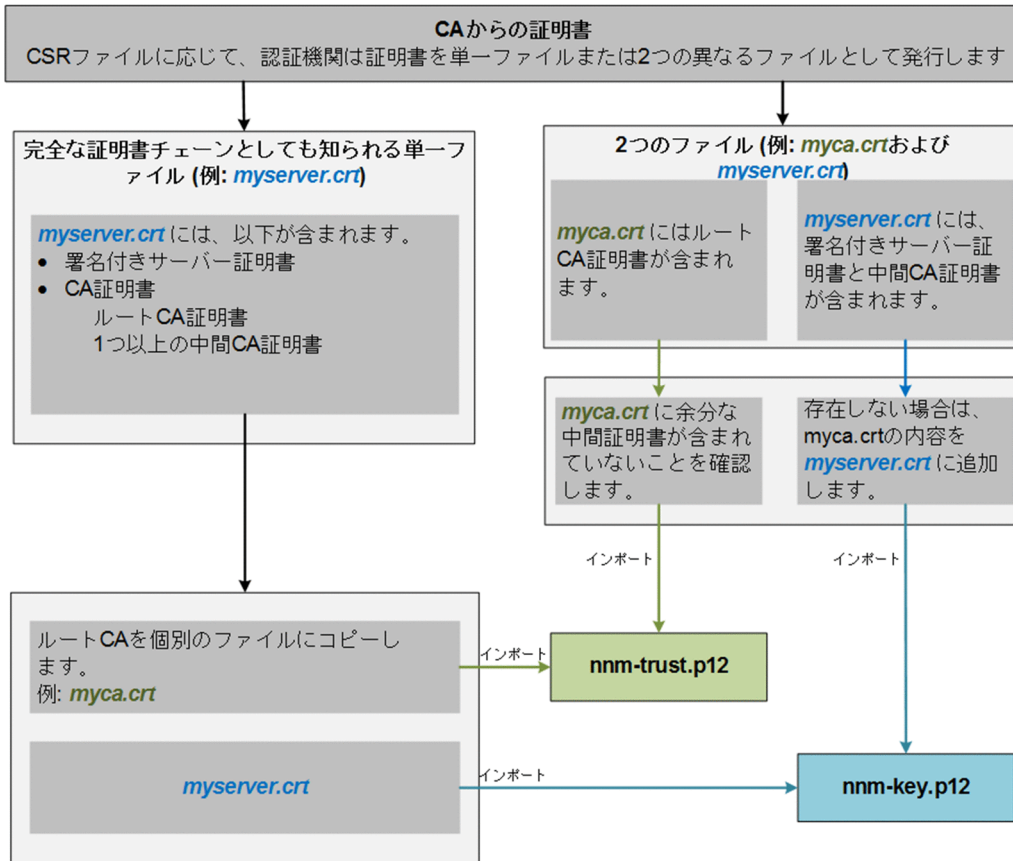 CAからの証明書
CSRファイルに応じて、認証機関は証明書を単一ファイルまたは2つの異なるファイルとして発行します
完全な証明書チェーンとしても知られる単一フ
ァイル (例: myserver.crt)
myserver.crt には、以下が含まれます。
• 署名付きサーバー証明書
• CA証明書
ルートCA証明書
1つ以上の中間CA証明書
2つのファイル (例: myca.crtおよび
myserver.crt)
myca.crt にはルート
CA証明書が含まれ
ます。
myserver.crt には、
署名付きサーバー証
明書と中間CA証明書
が含まれます。
myca.crt に余分な
中間証明書が含まれ
ていないことを確認
します。
存在しない場合は、
myca.crtの内容を
myserver.crt に追加
します。
インポート
インポート
ルートCAを個別のファイルにコピーし
ます。
例: myca.crt
インポート
nnm-trust.p12
myserver.crt
インポート
nnm-key.p12